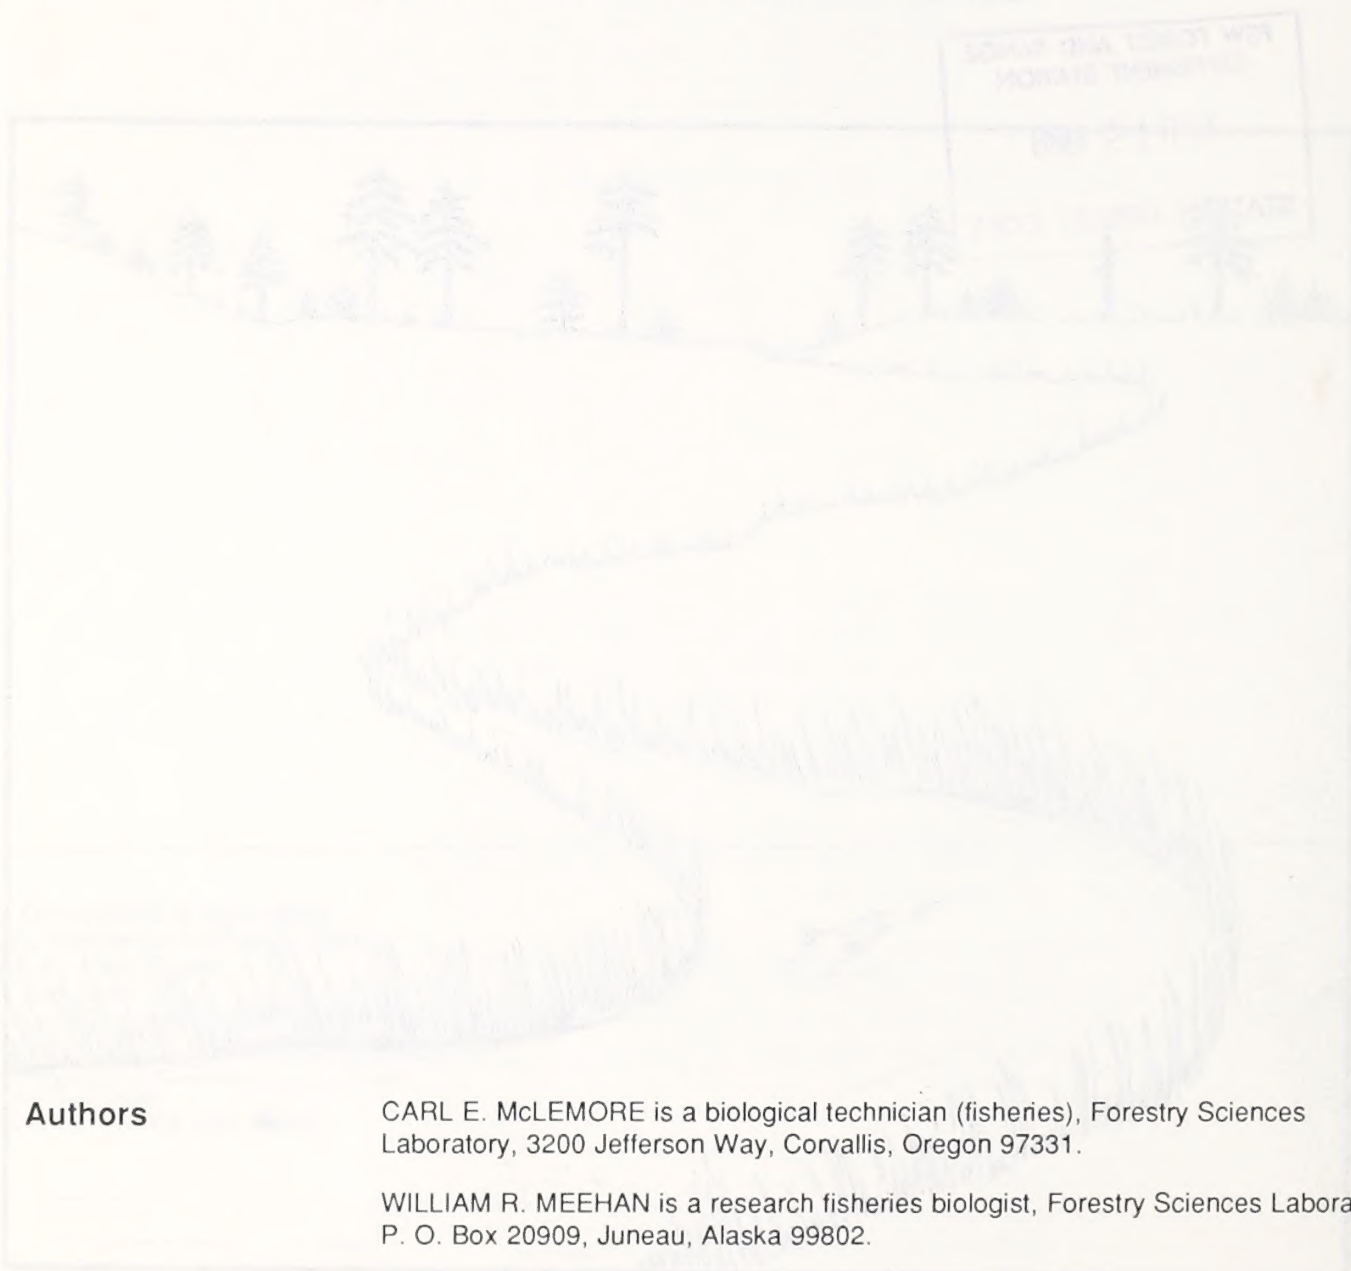 Authors
CARL E. McLEMORE is a biological technician (fisheries), Forestry Sciences
Laboratory, 3200 Jefferson Way, Corvallis, Oregon 97331.
WILLIAM R. MEEHAN is a research fisheries biologist, Forestry Sciences Labora
P. O. Box 20909, Juneau, Alaska 99802.